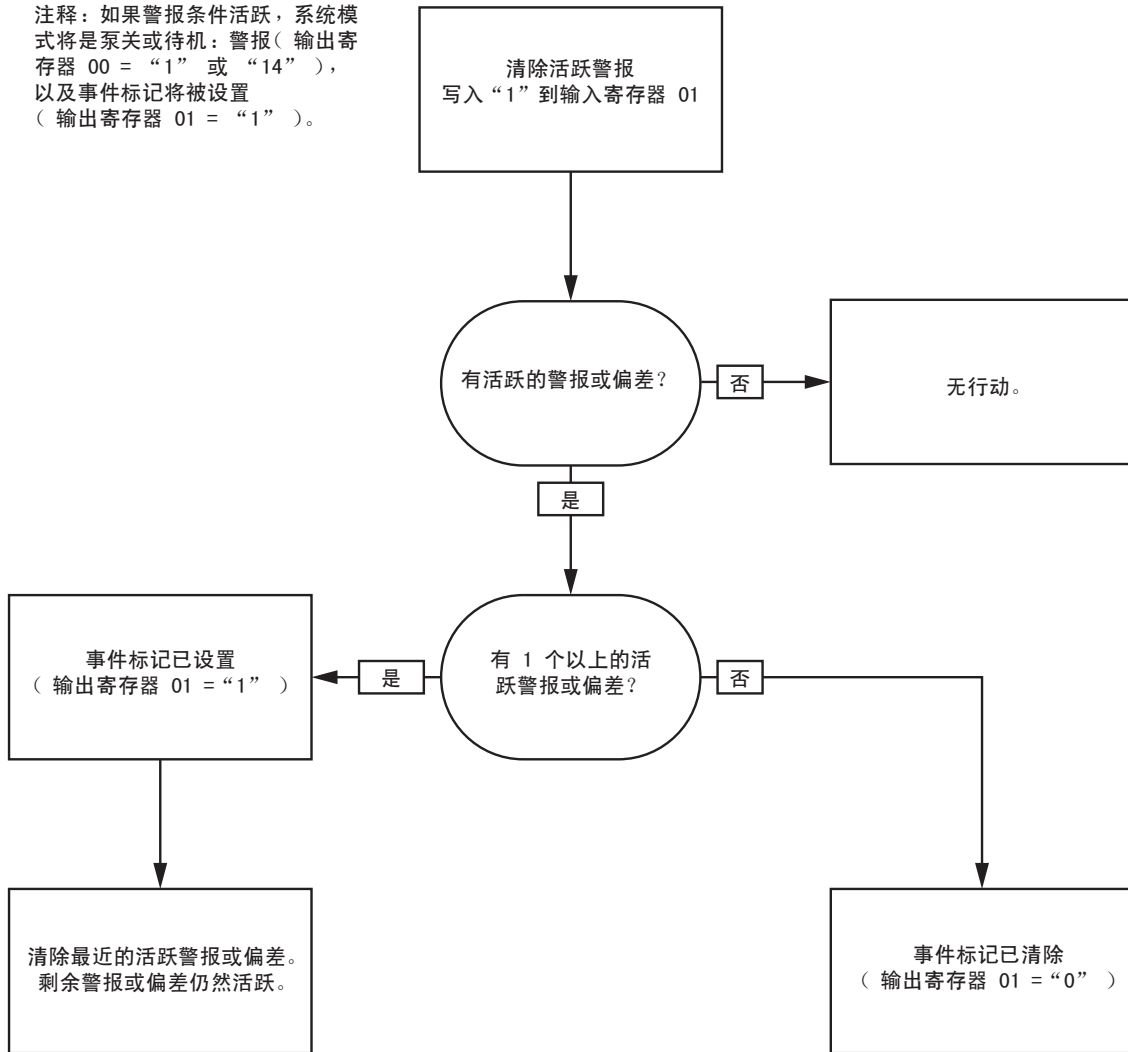 注释：如果警报条件活跃，系统模
式将是泵关或待机：警报（ 输出寄
存器 00 = “1” 或 “14” ），
以及事件标记将被设置
（ 输出寄存器 01 = “1” ）。
清除活跃警报
写入“1”到输入寄存器 01
有活跃的警报或偏差？
否
无行动。
是
有 1 个以上的活
跃警报或偏差？
是
否
事件标记已设置
（ 输出寄存器 01 =“1” ）
清除最近的活跃警报或偏差。
剩余警报或偏差仍然活跃。
事件标记已清除
（ 输出寄存器 01 =“0” ）